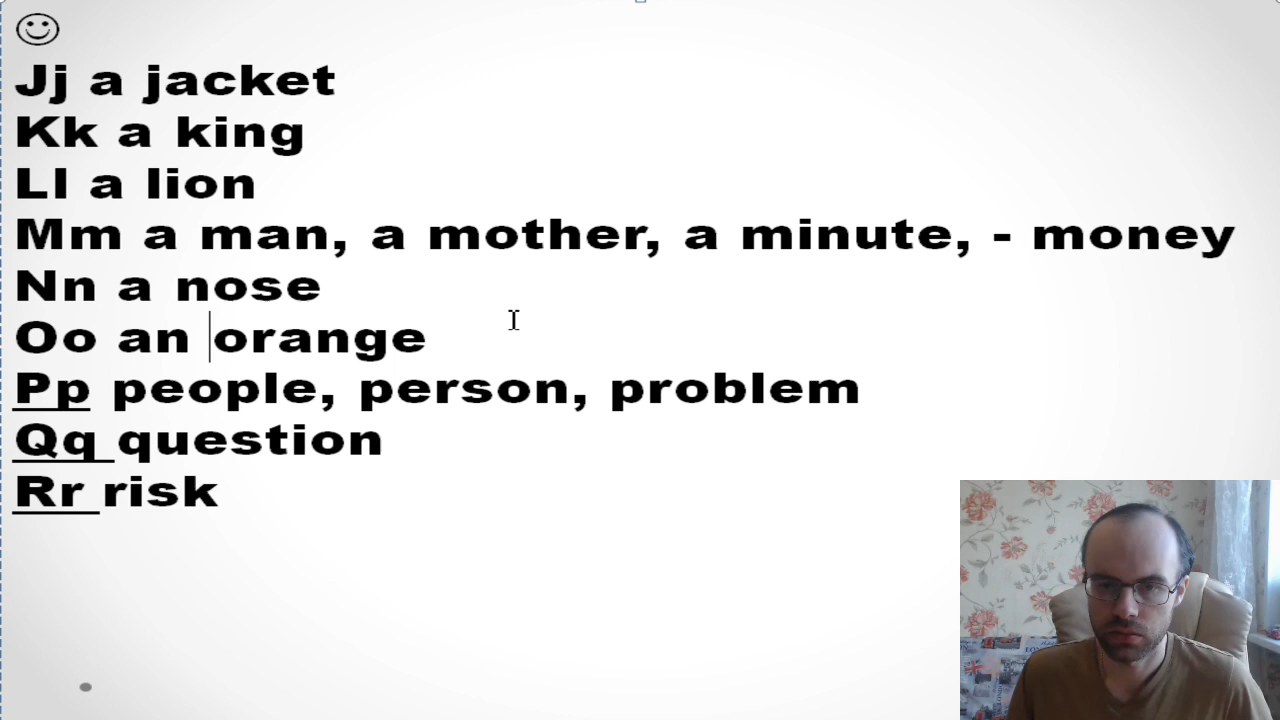 Jj a jacket
Kk a king
Ll a lion
Mm a man, a mother, a minute, - money
Nn a nose
Oo an orange
Pp people, person, problem
Qq question
Rr risk